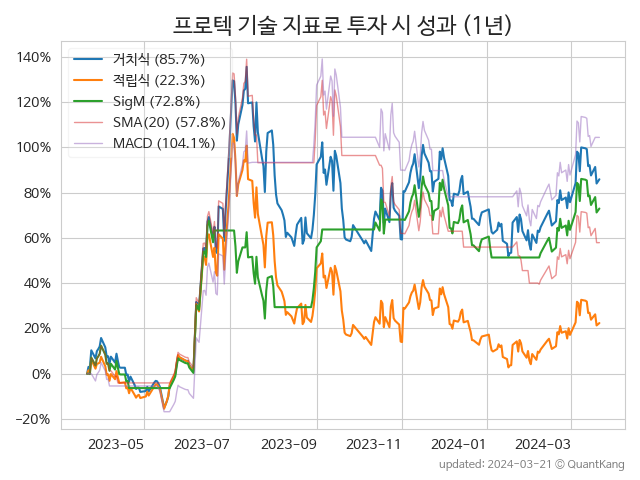 프로텍 기술 지표로 투자 시 성과 (1년)
140%
120%
100%
80%
60%
40%
20%
0%
−20%
거치식 (85.7%)
적립식 (22.3%)
SigM (72.8%)
SMA(20) (57.8%)
MACD (104.1%)
2023-05 2023-07 2023-09 2023-11 2024-01 2024-03
updated: 2024-03-21 © QuantKang